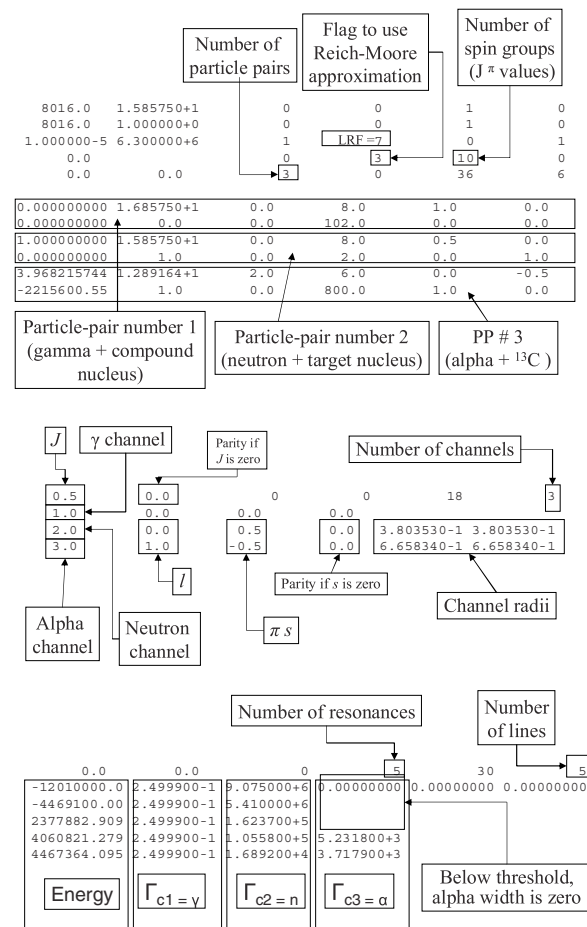 Number of particle pairs
Flag to use Reich-Moore approximation
Number of spin groups (J π values)
8016.0 1.585750+1 0 0 1 0
8016.0 1.000000+0 0 0 1 0
1.000000-5 6.300000+6 1 LRF =7 0 1
0.0 0 3 10 0
0.0 0.0 3 0 36 6
0.000000000 1.685750+1 0.0 8.0 1.0 0.0
0.000000000 0.0 0.0 102.0 0.0 0.0
1.000000000 1.585750+1 0.0 8.0 0.5 0.0
0.000000000 1.0 0.0 2.0 0.0 1.0
3.968215744 1.289164+1 2.0 6.0 0.0 -0.5
-2215600.55 1.0 0.0 800.0 1.0 0.0
Particle-pair number 1 (gamma + compound nucleus)
Particle-pair number 2 (neutron + target nucleus)
PP # 3 (alpha + ¹³C )
J
γ channel
Parity if J is zero
Number of channels
0.5 0.0 0 0 18 3
1.0 0.0 0.0 0.0
2.0 0.0 0.5 0.0 3.803530-1 3.803530-1
3.0 1.0 -0.5 0.0 6.658340-1 6.658340-1
l
Parity if s is zero
Channel radii
Alpha channel
Neutron channel
π s
Number of resonances
Number of lines
0.0 0.0 0 5 30 5
-12010000.0 2.499900-1 9.075000+6 0.00000000 0.00000000 0.00000000
-4469100.00 2.499900-1 5.410000+6
2377882.909 2.499900-1 1.623700+5
4060821.279 2.499900-1 1.055800+5 5.231800+3
4467364.095 2.499900-1 1.689200+4 3.717900+3
Energy
Γc1 = γ
Γc2 = n
Γc3 = α
Below threshold, alpha width is zero